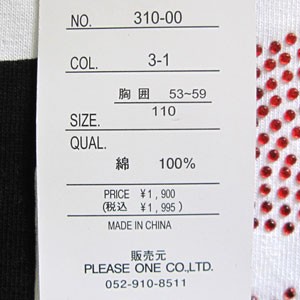 NO. 310-00
COL. 3-1
胸囲 53~59
SIZE. 110
QUAL.
綿 100%
PRICE ¥1,900
(税込 ¥1,995)
MADE IN CHINA
販売元
PLEASE ONE CO.,LTD.
052-910-8511